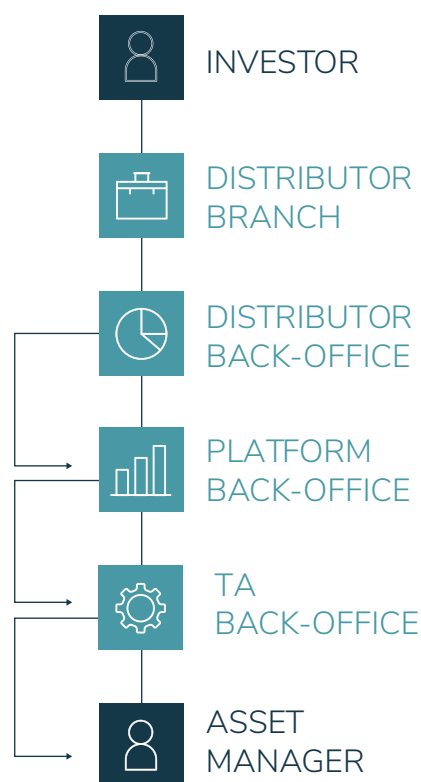 INVESTOR
DISTRIBUTOR
BRANCH
DISTRIBUTOR
BACK-OFFICE
PLATFORM
BACK-OFFICE
TA
BACK-OFFICE
ASSET
MANAGER